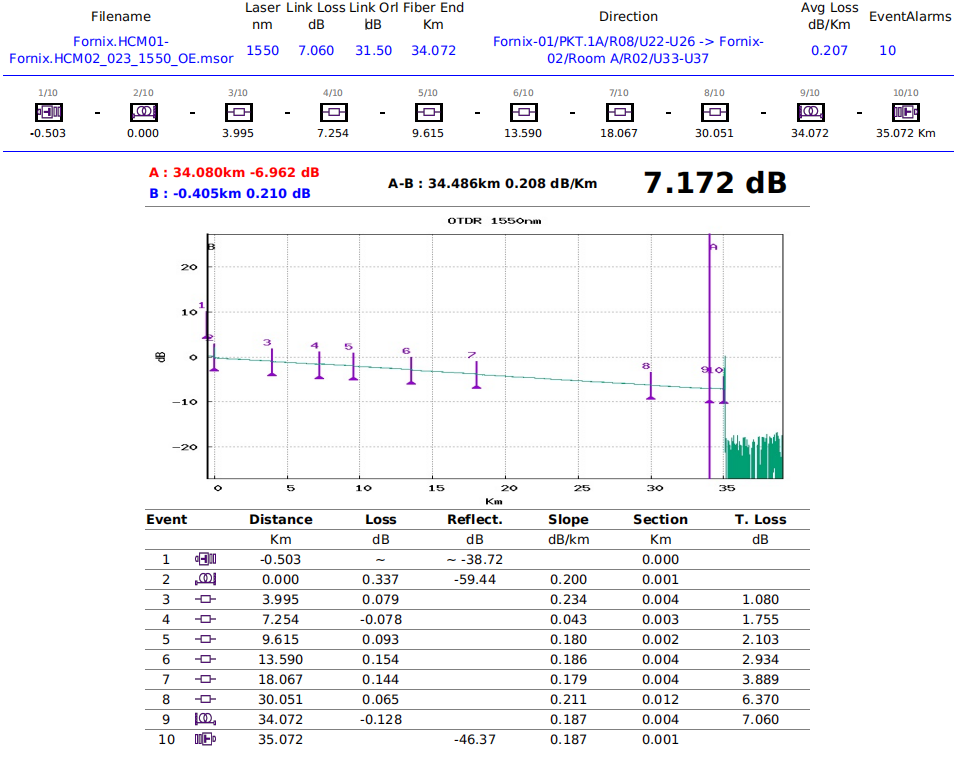 Filename Laser nm Link Loss dB Link Orl dB Fiber End Km Direction Avg Loss dB/Km EventAlarms
Fornix.HCM01-Fornix.HCM02_023_1550_OE.msor 1550 7.060 31.50 34.072 Fornix-01/PKT.1A/R08/U22-U26 -> Fornix-02/Room A/R02/U33-U37 0.207 10
1/10 2/10 3/10 4/10 5/10 6/10 7/10 8/10 9/10 10/10
- - - - - - - - -
-0.503 0.000 3.995 7.254 9.615 13.590 18.067 30.051 34.072 35.072 Km
A : 34.080km -6.962 dB
B : -0.405km 0.210 dB
A-B : 34.486km 0.208 dB/Km
7.172 dB
OTDR 1550nm
B A
20
10
0
-10
-20
dB
1 2 3 4 5 6 7 8 9 10
0 5 10 15 20 25 30 35
Km
Event Distance Loss Reflect. Slope Section T. Loss
Km dB dB dB/km Km dB
1 -0.503 ~ ~ -38.72 0.000
2 0.000 0.337 -59.44 0.200 0.001
3 3.995 0.079 0.234 0.004 1.080
4 7.254 -0.078 0.043 0.003 1.755
5 9.615 0.093 0.180 0.002 2.103
6 13.590 0.154 0.186 0.004 2.934
7 18.067 0.144 0.179 0.004 3.889
8 30.051 0.065 0.211 0.012 6.370
9 34.072 -0.128 0.187 0.004 7.060
10 35.072 -46.37 0.187 0.001